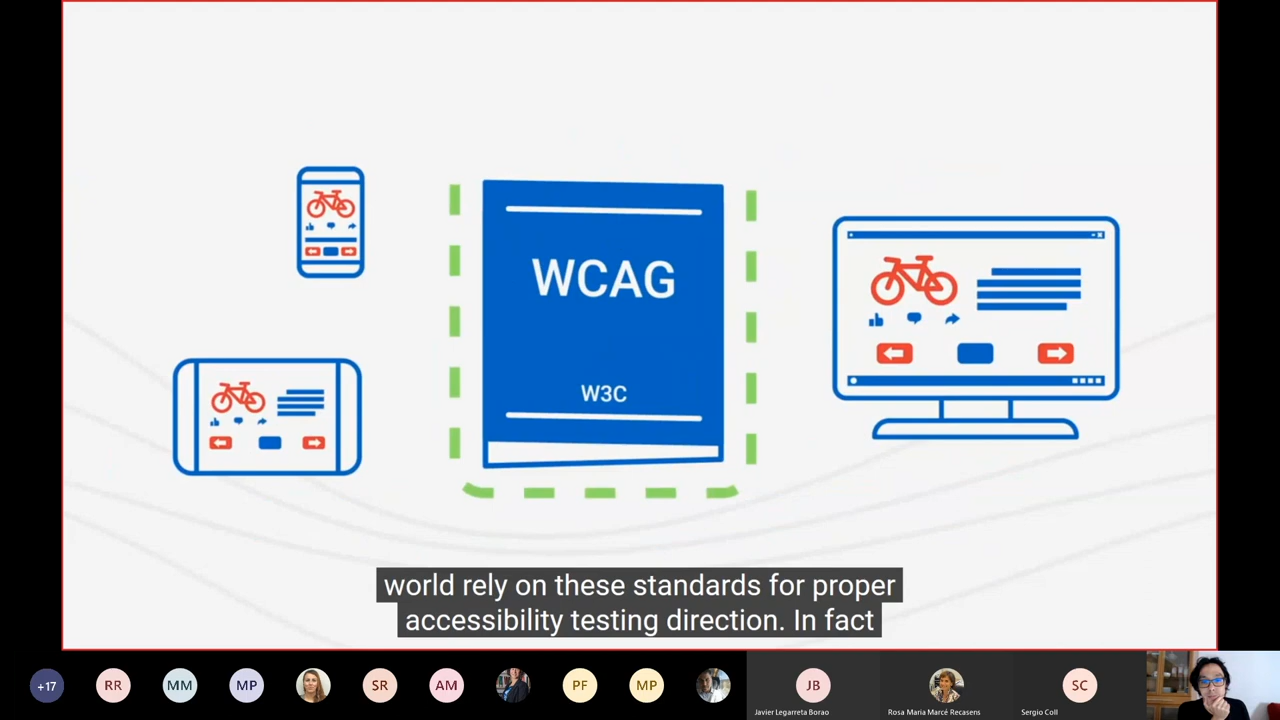 WCAG
W3C
world rely on these standards for proper
accessibility testing direction. In fact
+17
RR
MM
MP
SR
AM
PF
MP
JB
SC
Javier Legarreta Borao
Rosa Maria Marcé Recasens
Sergio Coll